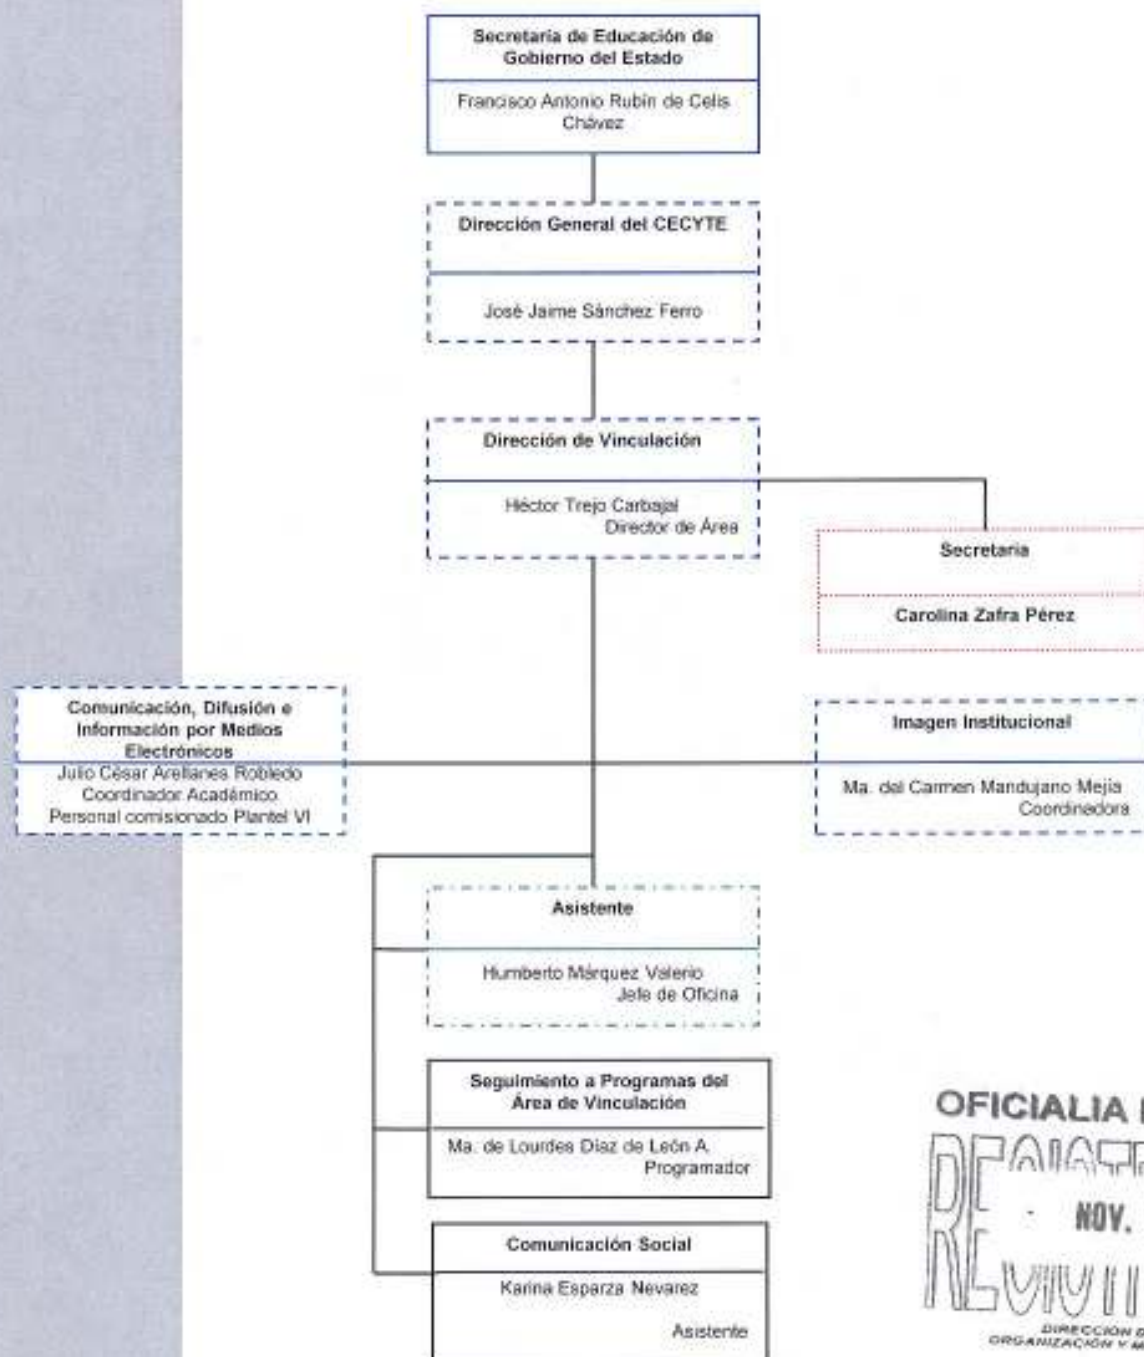 Secretaría de Educación de
Gobierno del Estado
Francisco Antonio Rubín de Celis
Chávez
Dirección General del CECYTE
José Jaime Sánchez Ferro
Dirección de Vinculación
Héctor Trejo Carbajal
Director de Área
Secretaria
Carolina Zafra Pérez
Comunicación, Difusión e
Información por Medios
Electrónicos
Julio César Arellanes Robledo
Coordinador Académico
Personal comisionado Plantel VI
Imagen Institucional
Ma. del Carmen Mandujano Mejía
Coordinadora
Asistente
Humberto Márquez Valerio
Jefe de Oficina
Seguimiento a Programas del
Área de Vinculación
Ma. de Lourdes Díaz de León A.
Programador
Comunicación Social
Karina Esparza Nevarez
Asistente
OFICIALIA
NOV.
DIRECCIÓN
ORGANIZACIÓN Y